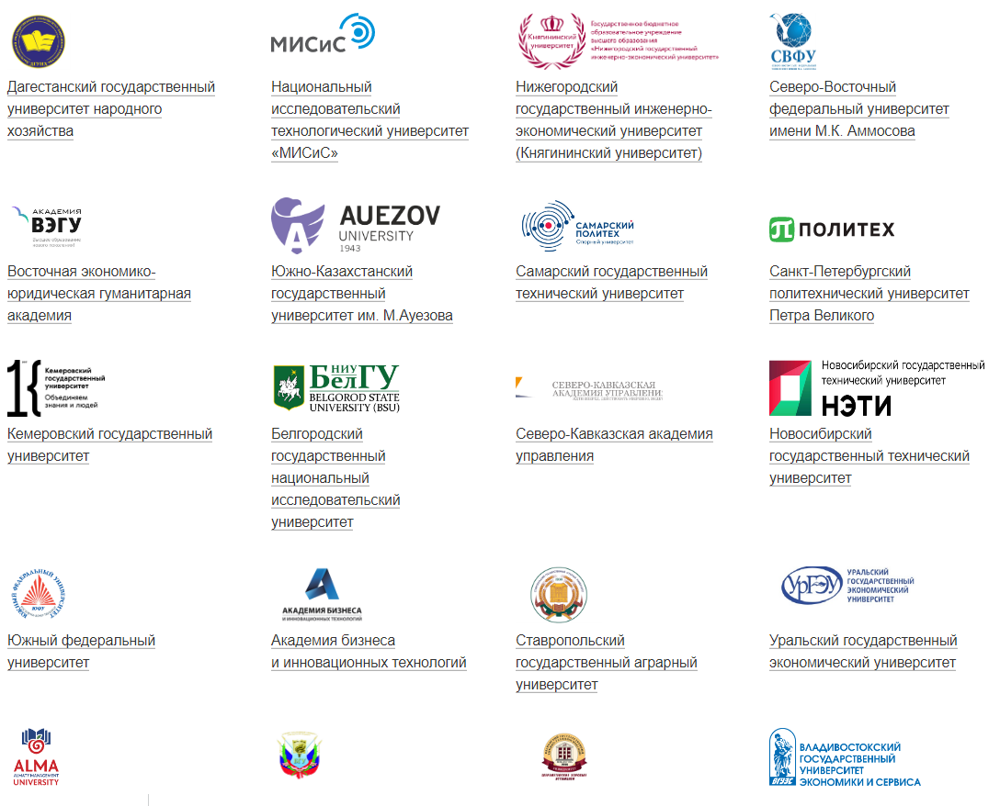 МИСиС
Княгининский
университет
Государственное бюджетное
образовательное учреждение
высшего образования
«Нижегородский государственный
инженерно-экономический университет»
СВФУ
Дагестанский государственный
университет народного
хозяйства
Национальный
исследовательский
технологический университет
«МИСиС»
Нижегородский
государственный инженерно-
экономический университет
(Княгининский университет)
Северо-Восточный
федеральный университет
имени М.К. Аммосова
АКАДЕМИЯ
ВЭГУ
Высшее образование
нового поколения!
AUEZOV
UNIVERSITY
1943
САМАРСКИЙ
ПОЛИТЕХ
Опорный университет
ПОЛИТЕХ
Восточная экономико-
юридическая гуманитарная
академия
Южно-Казахстанский
государственный
университет им. М.Ауезова
Самарский государственный
технический университет
Санкт-Петербургский
политехнический университет
Петра Великого
Кемеровский
государственный
университет
Объединяем
знания и людей
НИУ
БелГУ
BELGOROD STATE
UNIVERSITY (BSU)
СЕВЕРО-КАВКАЗСКАЯ
АКАДЕМИЯ УПРАВЛЕНИЯ
Новосибирский государственный
технический университет
НЭТИ
Кемеровский государственный
университет
Белгородский
государственный
национальный
исследовательский
университет
Северо-Кавказская академия
управления
Новосибирский
государственный технический
университет
ЮЖНЫЙ ФЕДЕРАЛЬНЫЙ УНИВЕРСИТЕТ
ЮФУ
АКАДЕМИЯ БИЗНЕСА
И ИННОВАЦИОННЫХ ТЕХНОЛОГИЙ
УрГЭУ
УРАЛЬСКИЙ
ГОСУДАРСТВЕННЫЙ
ЭКОНОМИЧЕСКИЙ
УНИВЕРСИТЕТ
Южный федеральный
университет
Академия бизнеса
и инновационных технологий
Ставропольский
государственный аграрный
университет
Уральский государственный
экономический университет
ALMA
ALMATY MANAGEMENT
UNIVERSITY
ВГУЭС
ВЛАДИВОСТОКСКИЙ
ГОСУДАРСТВЕННЫЙ
УНИВЕРСИТЕТ
ЭКОНОМИКИ И СЕРВИСА